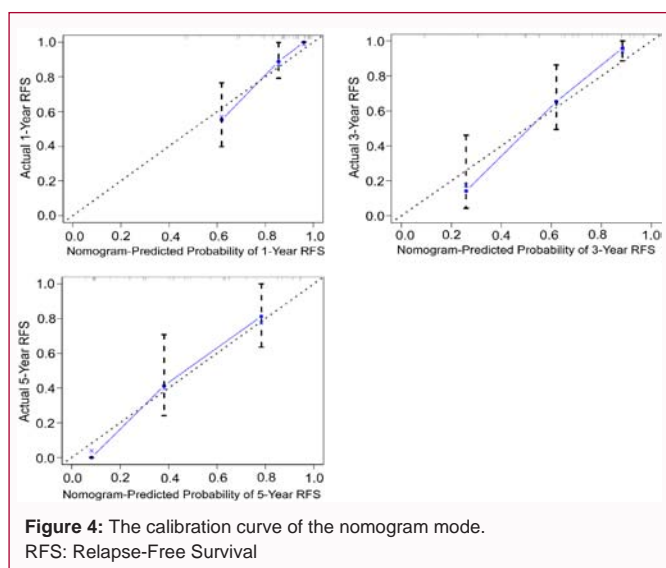 1.0
0.8
0.6
0.4
0.2
0.0
Actual 1-Year RFS
0.0 0.2 0.4 0.6 0.8 1.0
Nomogram-Predicted Probability of 1-Year RFS
1.0
0.8
0.6
0.4
0.2
0.0
Actual 3-Year RFS
0.0 0.2 0.4 0.6 0.8 1.0
Nomogram-Predicted Probability of 3-Year RFS
1.0
0.8
0.6
0.4
0.2
0.0
Actual 5-Year RFS
0.0 0.2 0.4 0.6 0.8 1.0
Nomogram-Predicted Probability of 5-Year RFS
Figure 4: The calibration curve of the nomogram mode.
RFS: Relapse-Free Survival